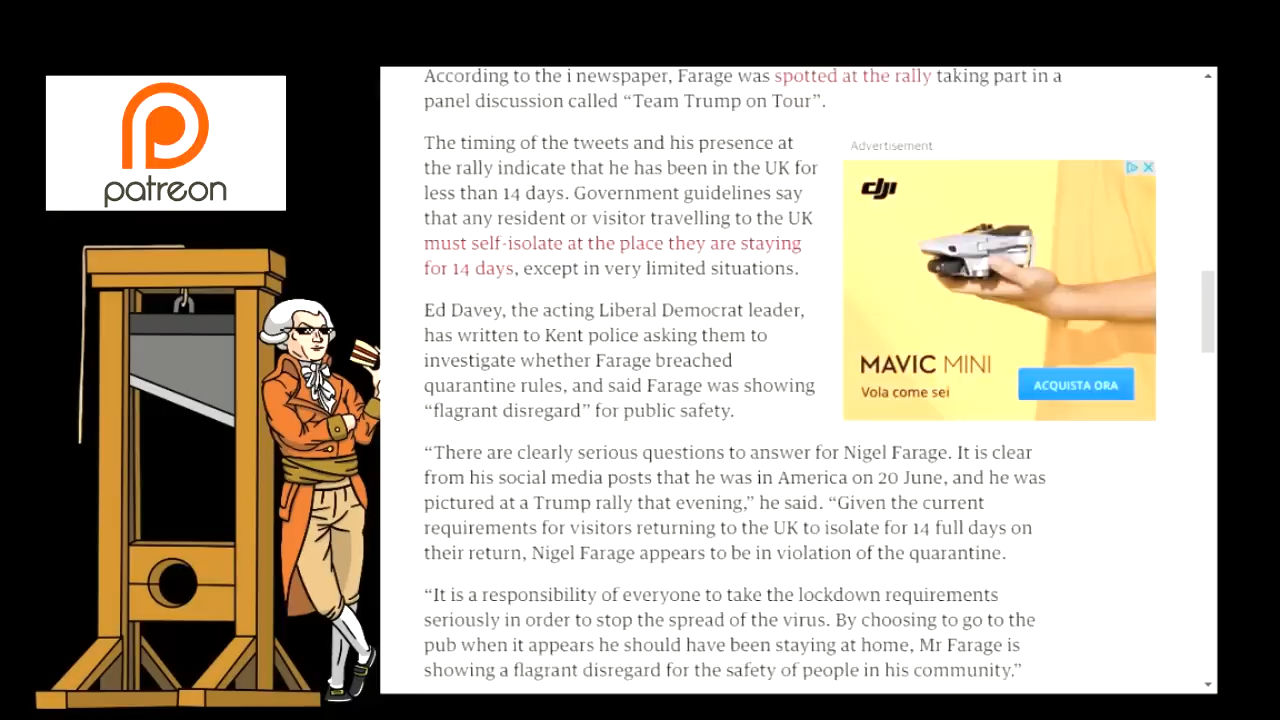 patreon
According to the i newspaper, Farage was spotted at the rally taking part in a
panel discussion called “Team Trump on Tour”.
The timing of the tweets and his presence at
the rally indicate that he has been in the UK for
less than 14 days. Government guidelines say
that any resident or visitor travelling to the UK
must self-isolate at the place they are staying
for 14 days, except in very limited situations.
Ed Davey, the acting Liberal Democrat leader,
has written to Kent police asking them to
investigate whether Farage breached
quarantine rules, and said Farage was showing
“flagrant disregard” for public safety.
Advertisement
dji
MAVIC MINI
Vola come sei
ACQUISTA ORA
“There are clearly serious questions to answer for Nigel Farage. It is clear
from his social media posts that he was in America on 20 June, and he was
pictured at a Trump rally that evening,” he said. “Given the current
requirements for visitors returning to the UK to isolate for 14 full days on
their return, Nigel Farage appears to be in violation of the quarantine.
“It is a responsibility of everyone to take the lockdown requirements
seriously in order to stop the spread of the virus. By choosing to go to the
pub when it appears he should have been staying at home, Mr Farage is
showing a flagrant disregard for the safety of people in his community.”